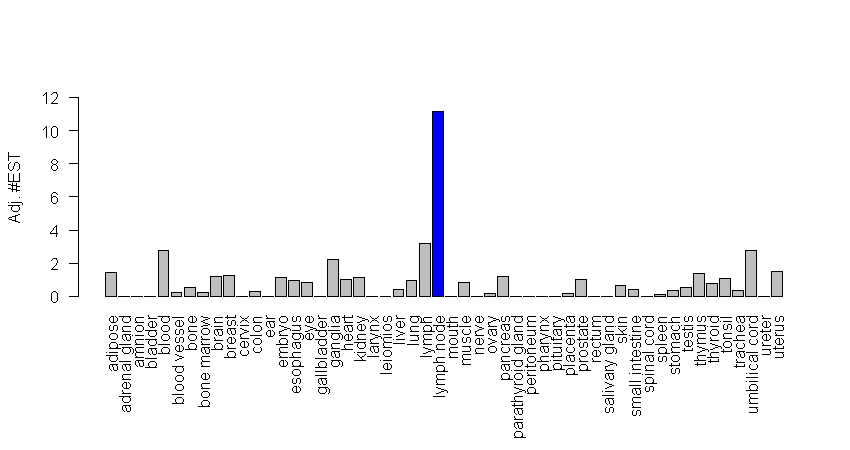 Adj. #EST
12
10
8
6
4
2
0
adipose
adrenal gland
amnion
bladder
blood
blood vessel
bone
bone marrow
brain
breast
cervix
colon
ear
embryo
esophagus
eye
gallbladder
ganglia
heart
kidney
larynx
leiomios
liver
lung
lymph
lymph node
mouth
muscle
nerve
ovary
pancreas
parathyroid gland
peritoneum
pharynx
pituitary
placenta
prostate
rectum
salivary gland
skin
small intestine
spinal cord
spleen
stomach
testis
thymus
thyroid
tonsil
trachea
umbilical cord
ureter
uterus